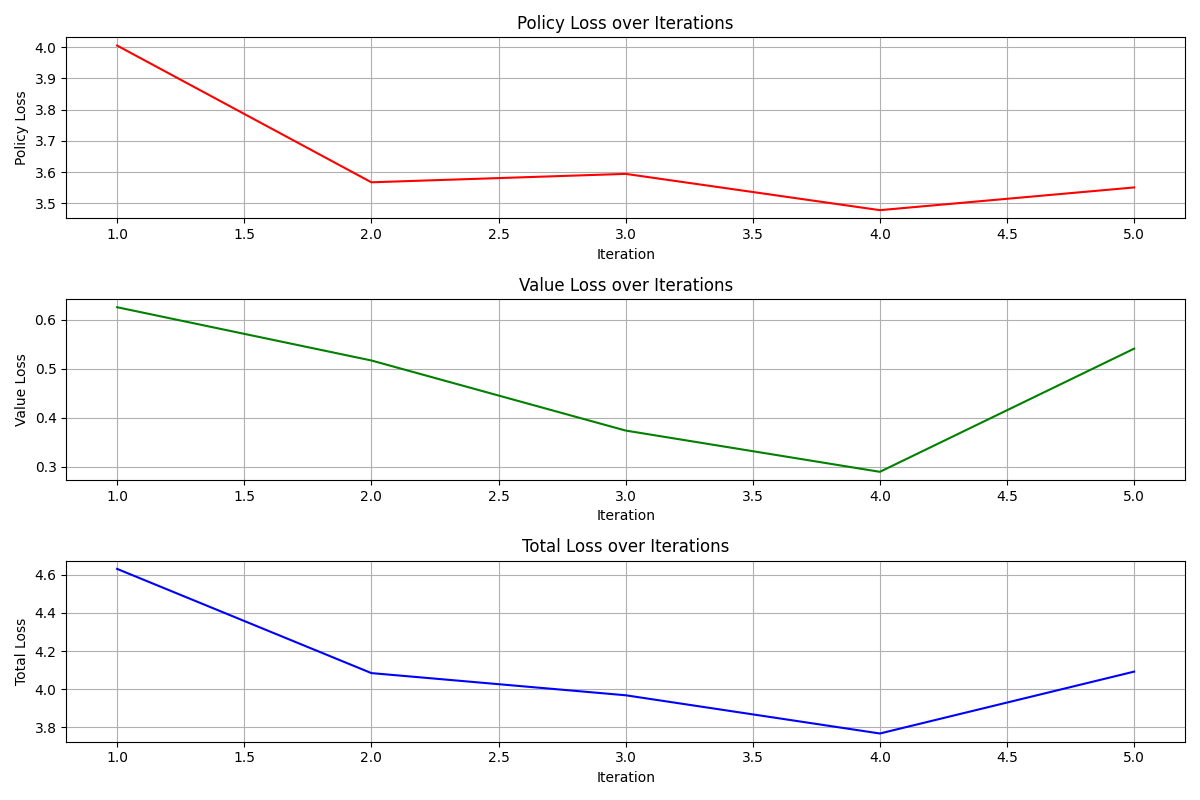 Policy Loss over Iterations
4.0
3.9
3.8
3.7
3.6
3.5
Policy Loss
1.0 1.5 2.0 2.5 3.0 3.5 4.0 4.5 5.0
Iteration
Value Loss over Iterations
0.6
0.5
0.4
0.3
Value Loss
1.0 1.5 2.0 2.5 3.0 3.5 4.0 4.5 5.0
Iteration
Total Loss over Iterations
4.6
4.4
4.2
4.0
3.8
Total Loss
1.0 1.5 2.0 2.5 3.0 3.5 4.0 4.5 5.0
Iteration